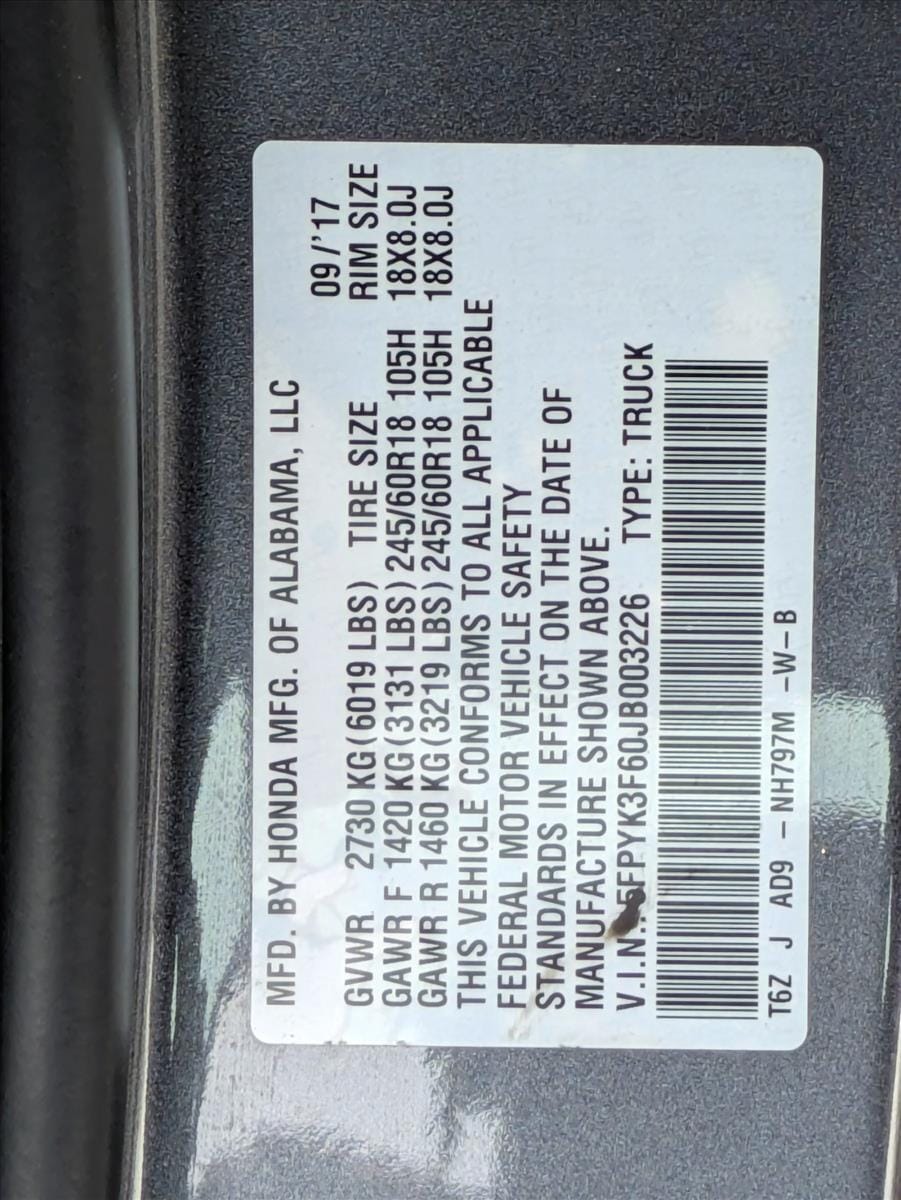 MFD. BY HONDA MFG. OF ALABAMA, LLC
09/'17
GVWR 2730 KG(6019 LBS) TIRE SIZE RIM SIZE
GAWR F 1420 KG(3131 LBS) 245/60R18 105H 18X8.0J
GAWR R 1460 KG(3219 LBS) 245/60R18 105H 18X8.0J
THIS VEHICLE CONFORMS TO ALL APPLICABLE
FEDERAL MOTOR VEHICLE SAFETY
STANDARDS IN EFFECT ON THE DATE OF
MANUFACTURE SHOWN ABOVE.
V.I.N.:5FPYK3F60JB003226 TYPE: TRUCK
T6Z J AD9 -NH797M -W-B